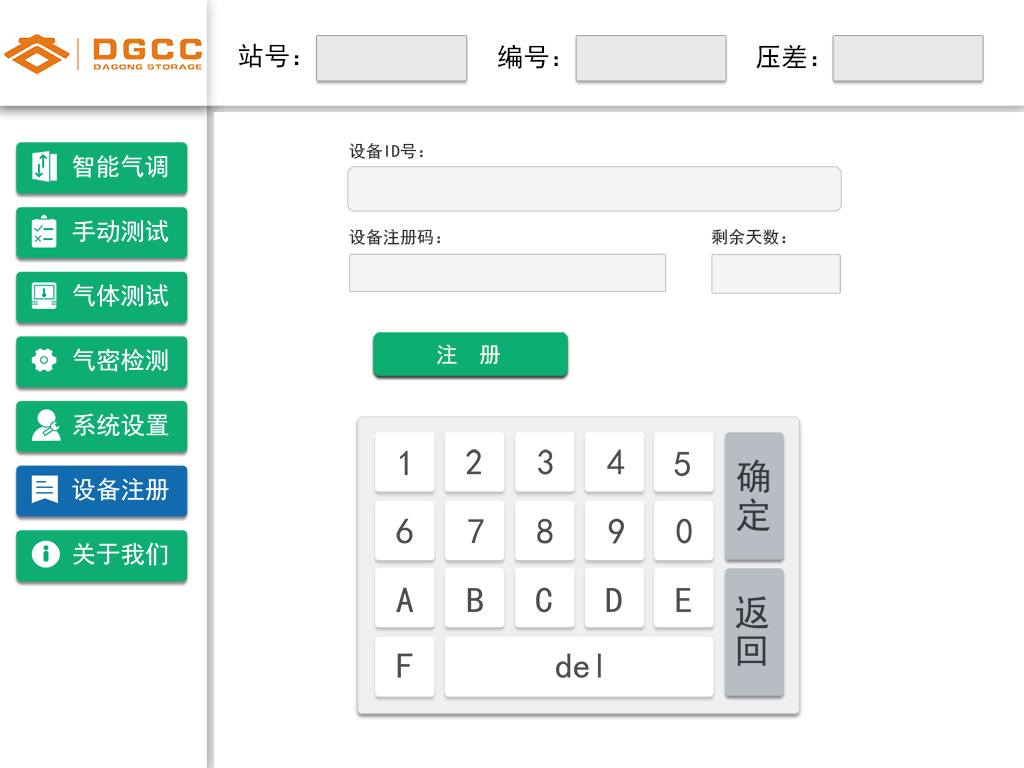 DGCC
DAGONG STORAGE
站号：
编号：
压差：
智能气调
手动测试
气体测试
气密检测
系统设置
设备注册
关于我们
设备ID号：
设备注册码：
剩余天数：
注 册
1 2 3 4 5
6 7 8 9 0
A B C D E
F del
确定
返回